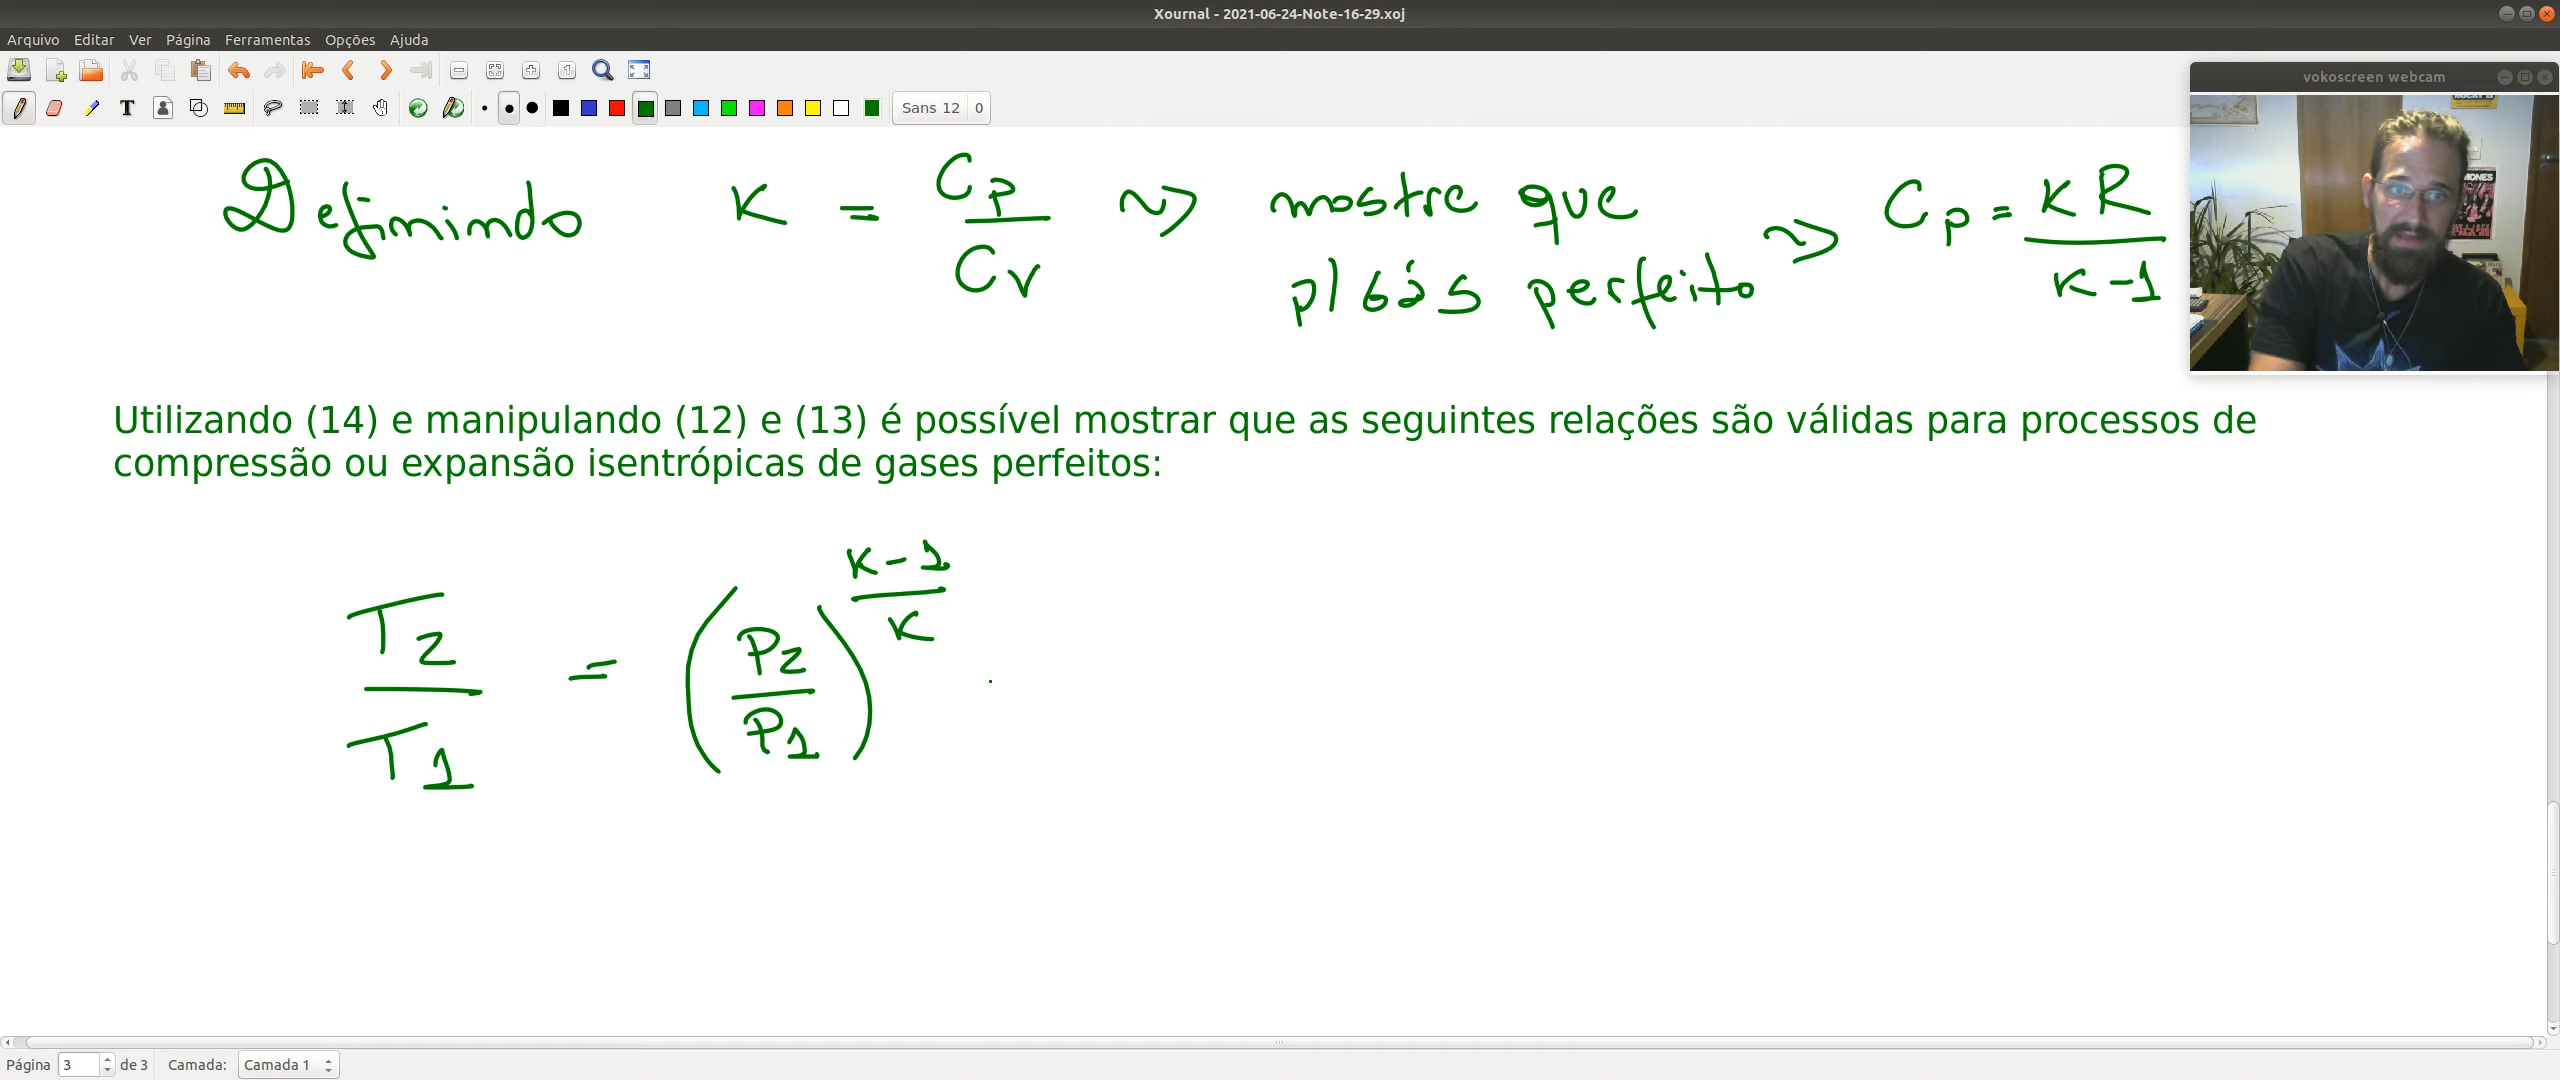 Xournal - 2021-06-24-Note-16-29.xoj
Arquivo Editar Ver Página Ferramentas Opções Ajuda
vokoscreen webcam
Sans 12 0
MONES
Definindo K = Cp/Cv ⇝ mostre que p/ gás perfeito ⇝ Cp = KR/K-1
Utilizando (14) e manipulando (12) e (13) é possível mostrar que as seguintes relações são válidas para processos de
compressão ou expansão isentrópicas de gases perfeitos:
T2/T1 = (P2/P1)^(K-1/K)
Página 3 de 3 Camada: Camada 1